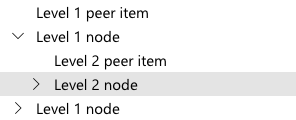 Level 1 peer item
Level 1 node
Level 2 peer item
Level 2 node
Level 1 node